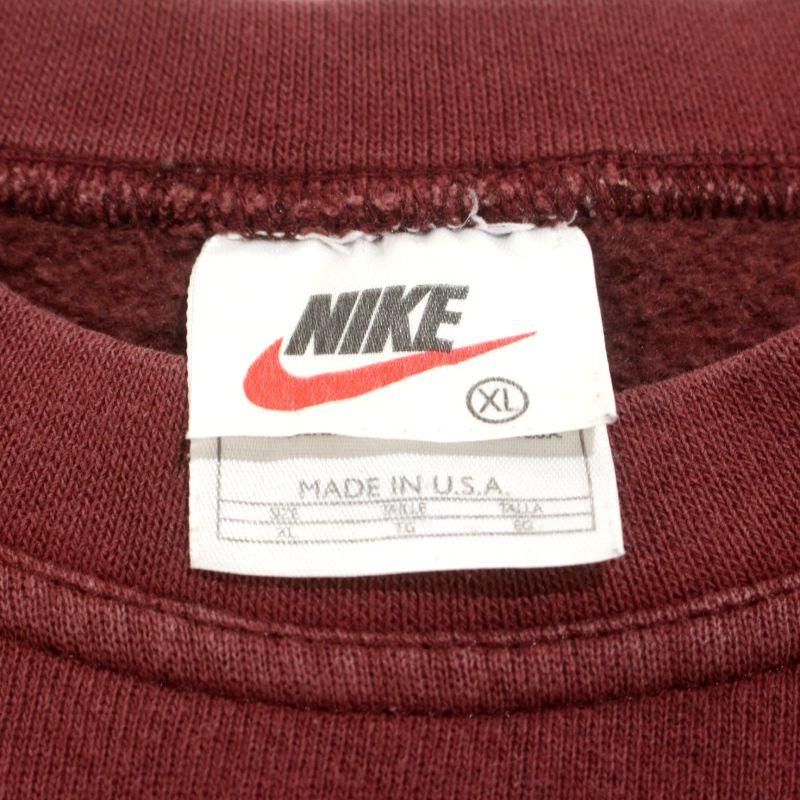 NIKE
XL
MADE IN U.S.A.
SIZE TAILLE TALLA
XL TG EG